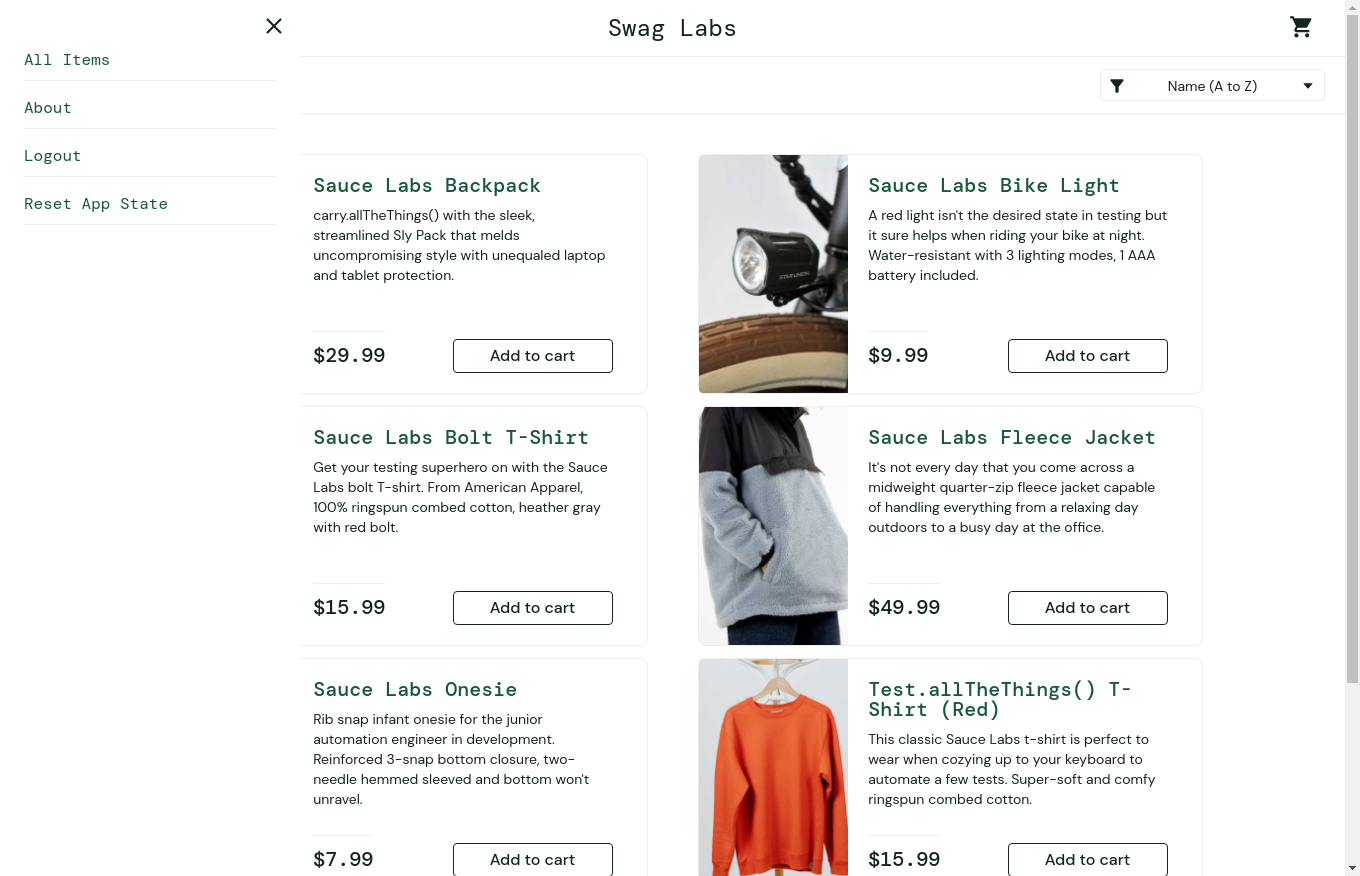 Swag Labs
All Items
About
Logout
Reset App State
Name (A to Z)
Sauce Labs Backpack
carry.allTheThings() with the sleek,
streamlined Sly Pack that melds
uncompromising style with unequaled laptop
and tablet protection.
$29.99
Add to cart
Sauce Labs Bike Light
A red light isn't the desired state in testing but
it sure helps when riding your bike at night.
Water-resistant with 3 lighting modes, 1 AAA
battery included.
$9.99
Add to cart
Sauce Labs Bolt T-Shirt
Get your testing superhero on with the Sauce
Labs bolt T-shirt. From American Apparel,
100% ringspun combed cotton, heather gray
with red bolt.
$15.99
Add to cart
Sauce Labs Fleece Jacket
It's not every day that you come across a
midweight quarter-zip fleece jacket capable
of handling everything from a relaxing day
outdoors to a busy day at the office.
$49.99
Add to cart
Sauce Labs Onesie
Rib snap infant onesie for the junior
automation engineer in development.
Reinforced 3-snap bottom closure, two-
needle hemmed sleeved and bottom won't
unravel.
$7.99
Add to cart
Test.allTheThings() T-
Shirt (Red)
This classic Sauce Labs t-shirt is perfect to
wear when cozying up to your keyboard to
automate a few tests. Super-soft and comfy
ringspun combed cotton.
$15.99
Add to cart